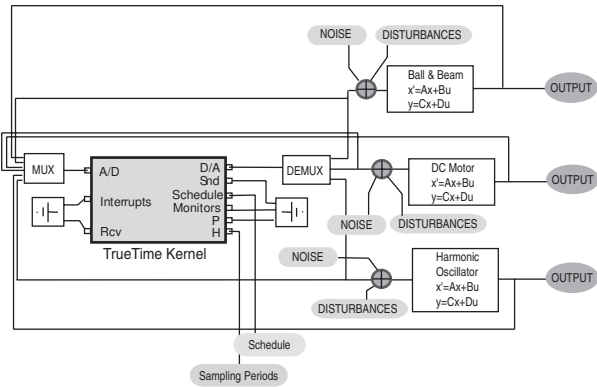 NOISE
DISTURBANCES
Ball & Beam
x'=Ax+Bu
y=Cx+Du
OUTPUT
MUX
A/D
Interrupts
Rcv
D/A
Snd
Schedule
Monitors
P
H
TrueTime Kernel
DEMUX
DC Motor
x'=Ax+Bu
y=Cx+Du
OUTPUT
NOISE
DISTURBANCES
NOISE
DISTURBANCES
Harmonic
Oscillator
x'=Ax+Bu
y=Cx+Du
OUTPUT
Schedule
Sampling Periods